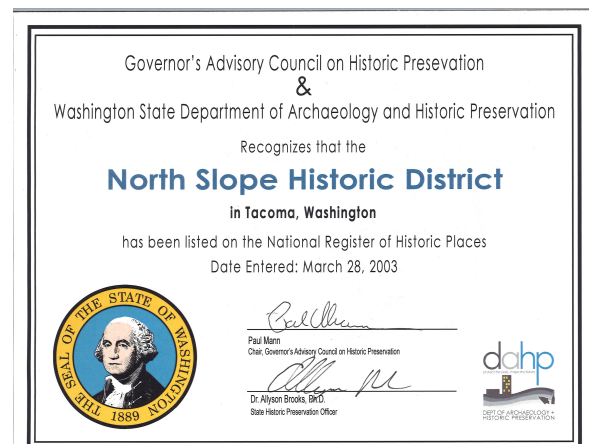 Governor's Advisory Council on Historic Presevation
&
Washington State Department of Archaeology and Historic Preservation
Recognizes that the
North Slope Historic District
in Tacoma, Washington
has been listed on the National Register of Historic Places
Date Entered: March 28, 2003
THE SEAL OF THE STATE OF WASHINGTON
1889
Paul Mann
Chair, Governor's Advisory Council on Historic Preservation
Dr. Allyson Brooks, Ph.D.
State Historic Preservation Officer
dahp
DEPT OF ARCHAEOLOGY +
HISTORIC PRESERVATION